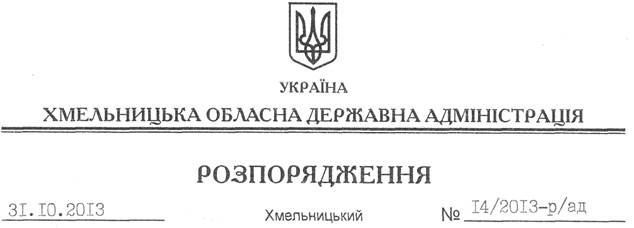 УКРАЇНА
ХМЕЛЬНИЦЬКА ОБЛАСНА ДЕРЖАВНА АДМІНІСТРАЦІЯ
РОЗПОРЯДЖЕННЯ
31.10.2013 Хмельницький № 14/2013-р/ад